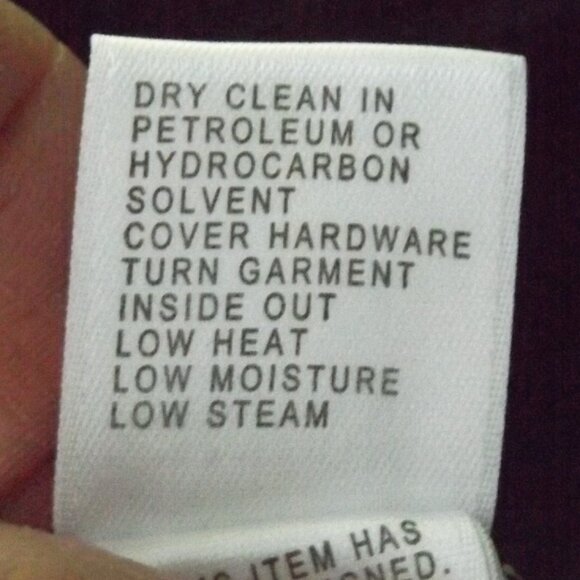 DRY CLEAN IN
PETROLEUM OR
HYDROCARBON
SOLVENT
COVER HARDWARE
TURN GARMENT
INSIDE OUT
LOW HEAT
LOW MOISTURE
LOW STEAM
ITEM HAS